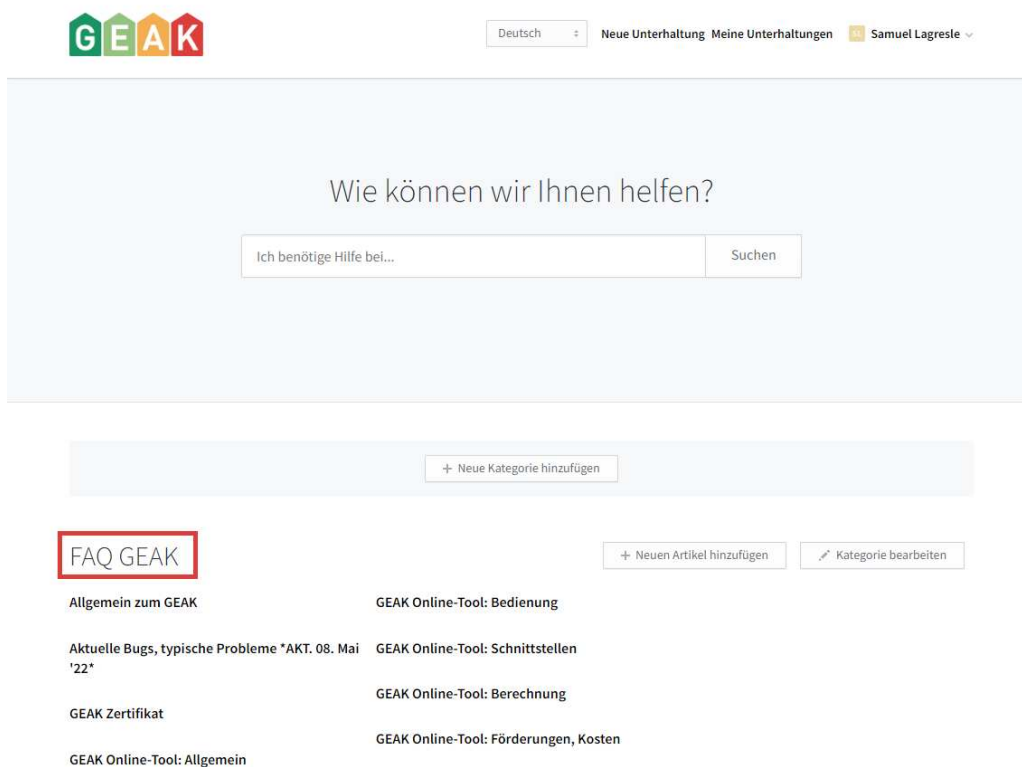 GEAK
Deutsch
Neue Unterhaltung Meine Unterhaltungen
Samuel Lagresle
Wie können wir Ihnen helfen?
Ich benötige Hilfe bei...
Suchen
+ Neue Kategorie hinzufügen
FAQ GEAK
+ Neuen Artikel hinzufügen
Kategorie bearbeiten
Allgemein zum GEAK
Aktuelle Bugs, typische Probleme *AKT. 08. Mai
'22*
GEAK Zertifikat
GEAK Online-Tool: Allgemein
GEAK Online-Tool: Bedienung
GEAK Online-Tool: Schnittstellen
GEAK Online-Tool: Berechnung
GEAK Online-Tool: Förderungen, Kosten